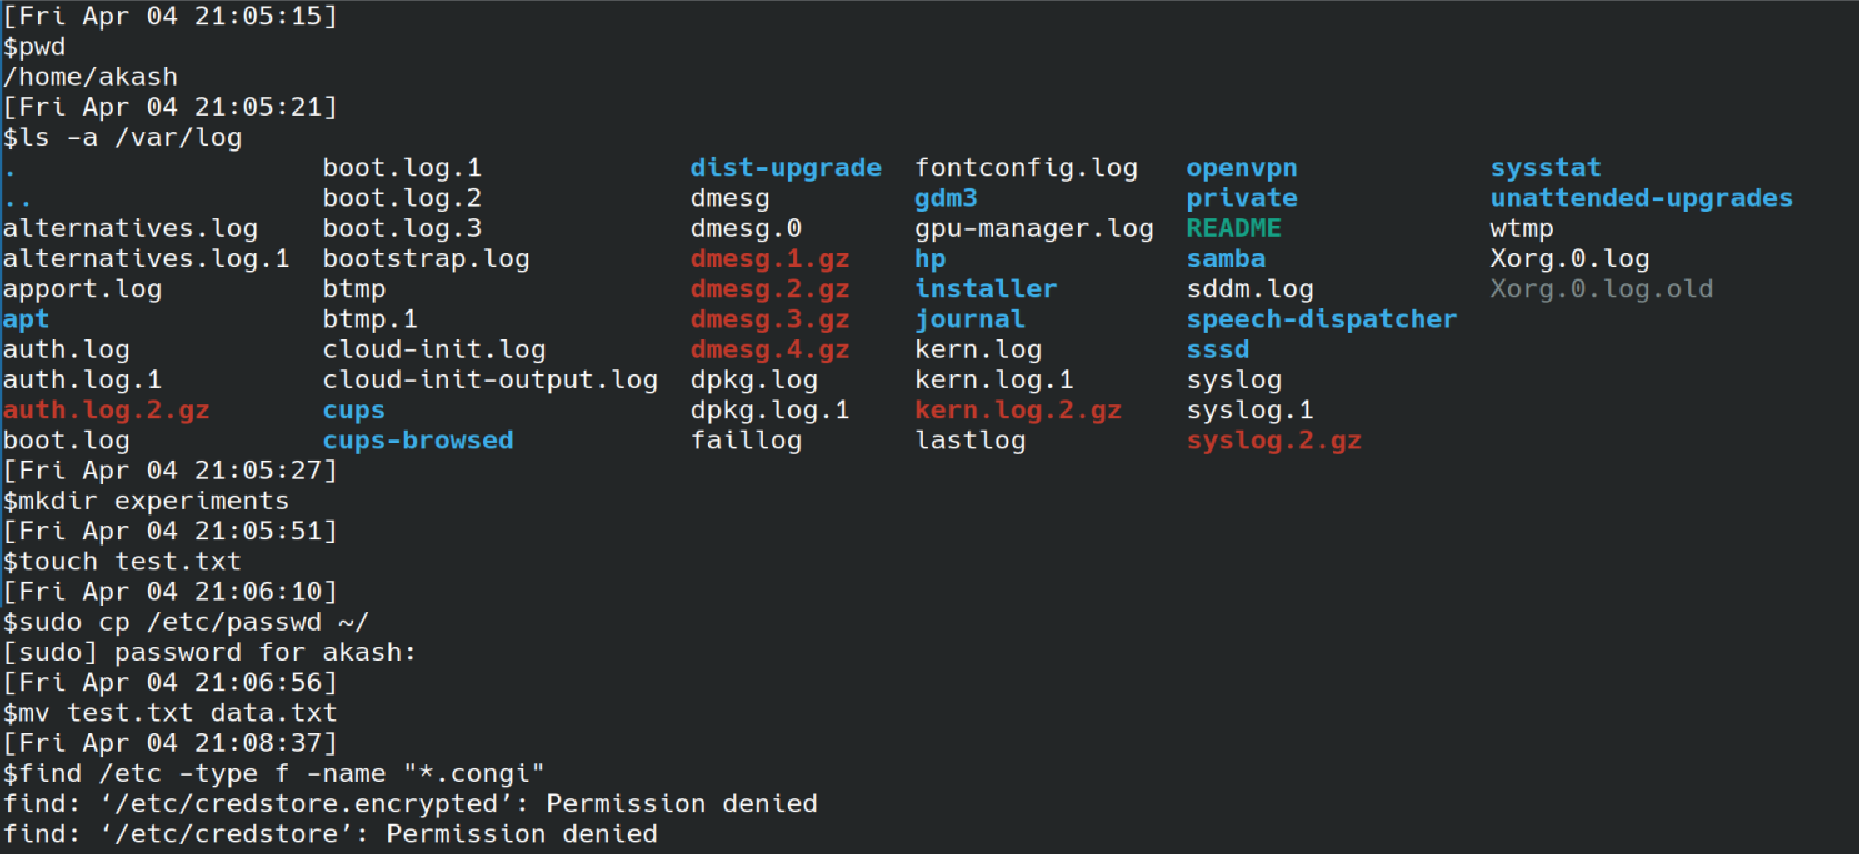 [Fri Apr 04 21:05:15]
$pwd
/home/akash
[Fri Apr 04 21:05:21]
$ls -a /var/log
. boot.log.1 dist-upgrade fontconfig.log openvpn sysstat
.. boot.log.2 dmesg gdm3 private unattended-upgrades
alternatives.log boot.log.3 dmesg.0 gpu-manager.log README wtmp
alternatives.log.1 bootstrap.log dmesg.1.gz hp samba Xorg.0.log
apport.log btmp dmesg.2.gz installer sddm.log Xorg.0.log.old
apt btmp.1 dmesg.3.gz journal speech-dispatcher
auth.log cloud-init.log dmesg.4.gz kern.log sssd
auth.log.1 cloud-init-output.log dpkg.log kern.log.1 syslog
auth.log.2.gz cups dpkg.log.1 kern.log.2.gz syslog.1
boot.log cups-browsed faillog lastlog syslog.2.gz
[Fri Apr 04 21:05:27]
$mkdir experiments
[Fri Apr 04 21:05:51]
$touch test.txt
[Fri Apr 04 21:06:10]
$sudo cp /etc/passwd ~/
[sudo] password for akash:
[Fri Apr 04 21:06:56]
$mv test.txt data.txt
[Fri Apr 04 21:08:37]
$find /etc -type f -name "*.congi"
find: ‘/etc/credstore.encrypted’: Permission denied
find: ‘/etc/credstore’: Permission denied